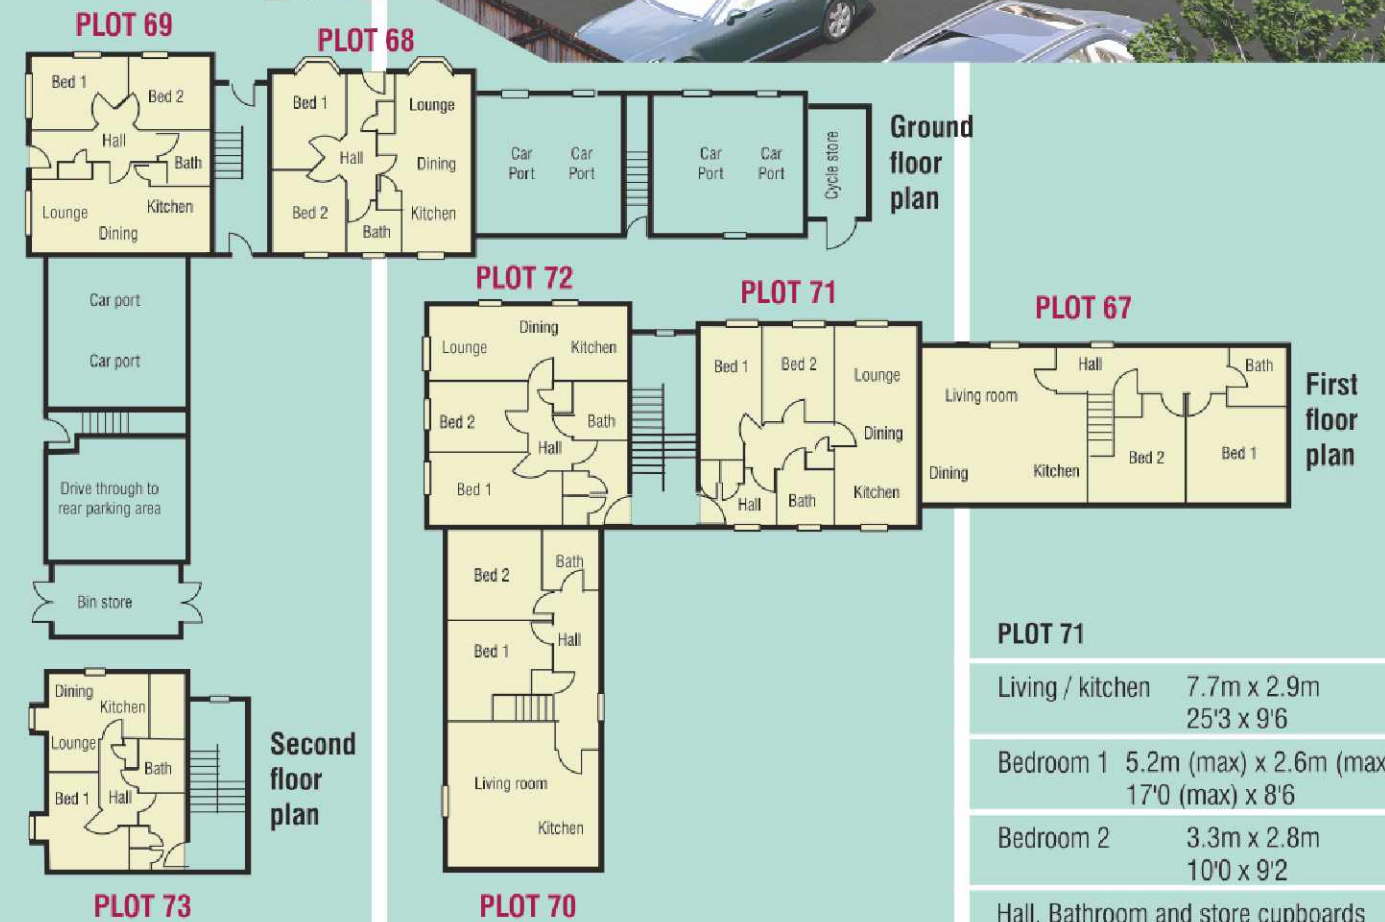 PLOT 69
PLOT 68
Bed 1
Bed 2
Hall
Bath
Lounge
Kitchen
Dining
Bed 1
Lounge
Hall
Dining
Bed 2
Kitchen
Bath
Car
Port
Car
Port
Car
Port
Car
Port
Cycle store
Ground
floor
plan
Car port
Car port
Drive through to
rear parking area
Bin store
PLOT 72
Dining
Lounge
Kitchen
Bed 2
Bath
Hall
Bed 1
PLOT 71
Bed 1
Bed 2
Lounge
Dining
Kitchen
Hall
Bath
PLOT 67
Hall
Bath
Living room
Dining
Kitchen
Bed 2
Bed 1
First
floor
plan
Bed 2
Bath
Hall
Bed 1
Living room
Kitchen
PLOT 70
Dining
Kitchen
Lounge
Bath
Bed 1
Hall
Second
floor
plan
PLOT 73
PLOT 71
Living / kitchen 7.7m x 2.9m
25'3 x 9'6
Bedroom 1 5.2m (max) x 2.6m (max
17'0 (max) x 8'6
Bedroom 2 3.3m x 2.8m
10'0 x 9'2
Hall, Bathroom and store cupboards